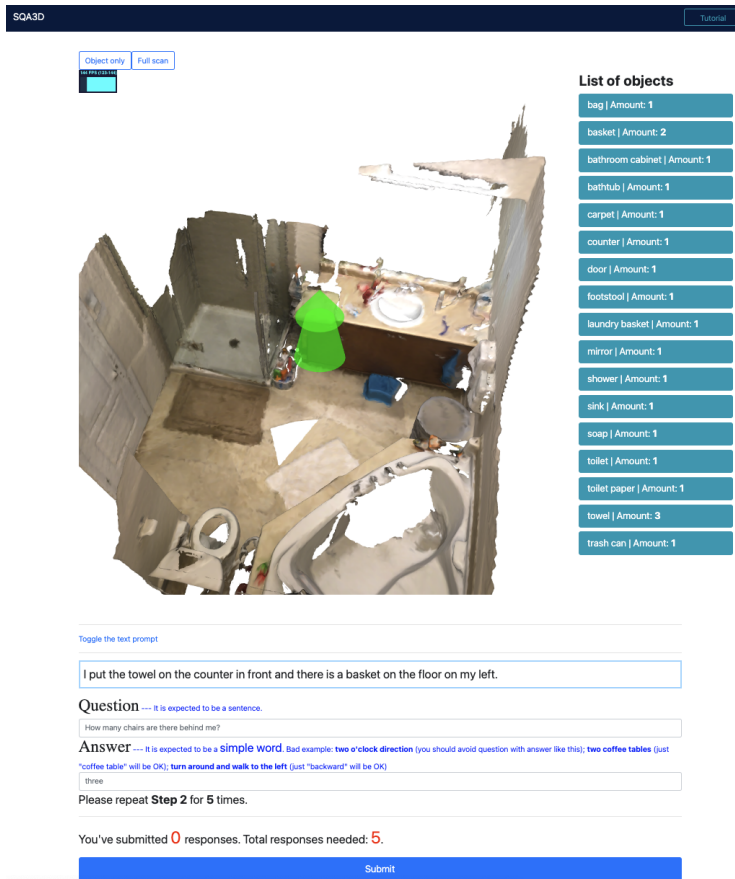 SQA3D
Tutorial
Object only
Full scan
144 FPS (133-144)
List of objects
bag | Amount: 1
basket | Amount: 2
bathroom cabinet | Amount: 1
bathtub | Amount: 1
carpet | Amount: 1
counter | Amount: 1
door | Amount: 1
footstool | Amount: 1
laundry basket | Amount: 1
mirror | Amount: 1
shower | Amount: 1
sink | Amount: 1
soap | Amount: 1
toilet | Amount: 1
toilet paper | Amount: 1
towel | Amount: 3
trash can | Amount: 1
Toggle the text prompt
I put the towel on the counter in front and there is a basket on the floor on my left.
Question --- It is expected to be a sentence.
How many chairs are there behind me?
Answer --- It is expected to be a simple word. Bad example: two o'clock direction (you should avoid question with answer like this); two coffee tables (just
"coffee table" will be OK); turn around and walk to the left (just "backward" will be OK)
three
Please repeat Step 2 for 5 times.
You've submitted 0 responses. Total responses needed: 5.
Submit